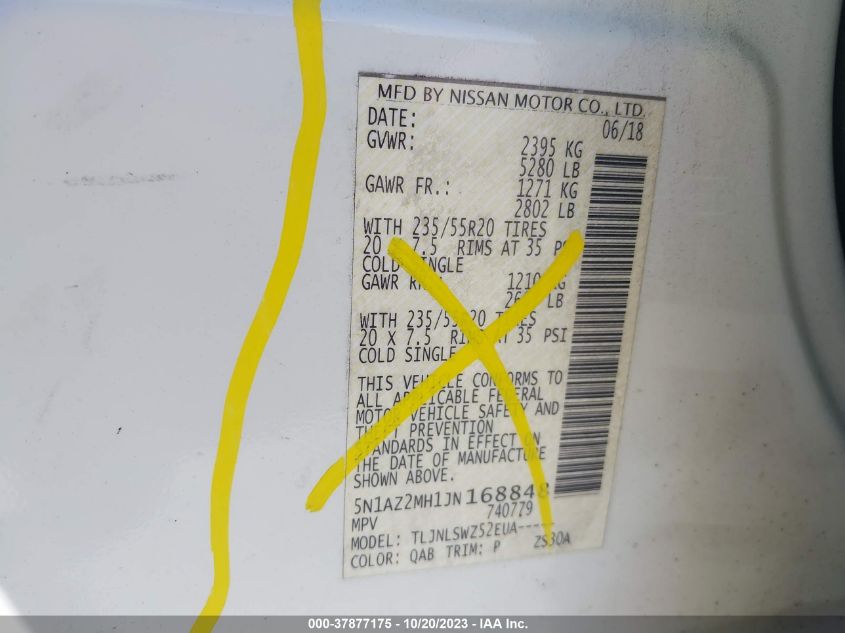 MFD BY NISSAN MOTOR CO., LTD.
DATE: 06/18
GVWR: 2395 KG
5280 LB
GAWR FR.: 1271 KG
2802 LB
WITH 235/55R20 TIRES
20 7.5 RIMS AT 35
COLD SINGLE
GAWR
LB
WITH 235/55R20 TIRES
20 X 7.5 RIMS AT 35 PSI
COLD SINGLE
THIS VEHICLE CONFORMS TO
ALL APPLICABLE FEDERAL
MOTOR VEHICLE SAFETY AND
THEFT PREVENTION
STANDARDS IN EFFECT ON
THE DATE OF MANUFACTURE
SHOWN ABOVE.
5N1AZ2MH1JN168848
MPV 740779
MODEL: TLJNLSWZ52EUA-----
COLOR: QAB TRIM: P ZS30A
000-37877175 - 10/20/2023 - IAA Inc.